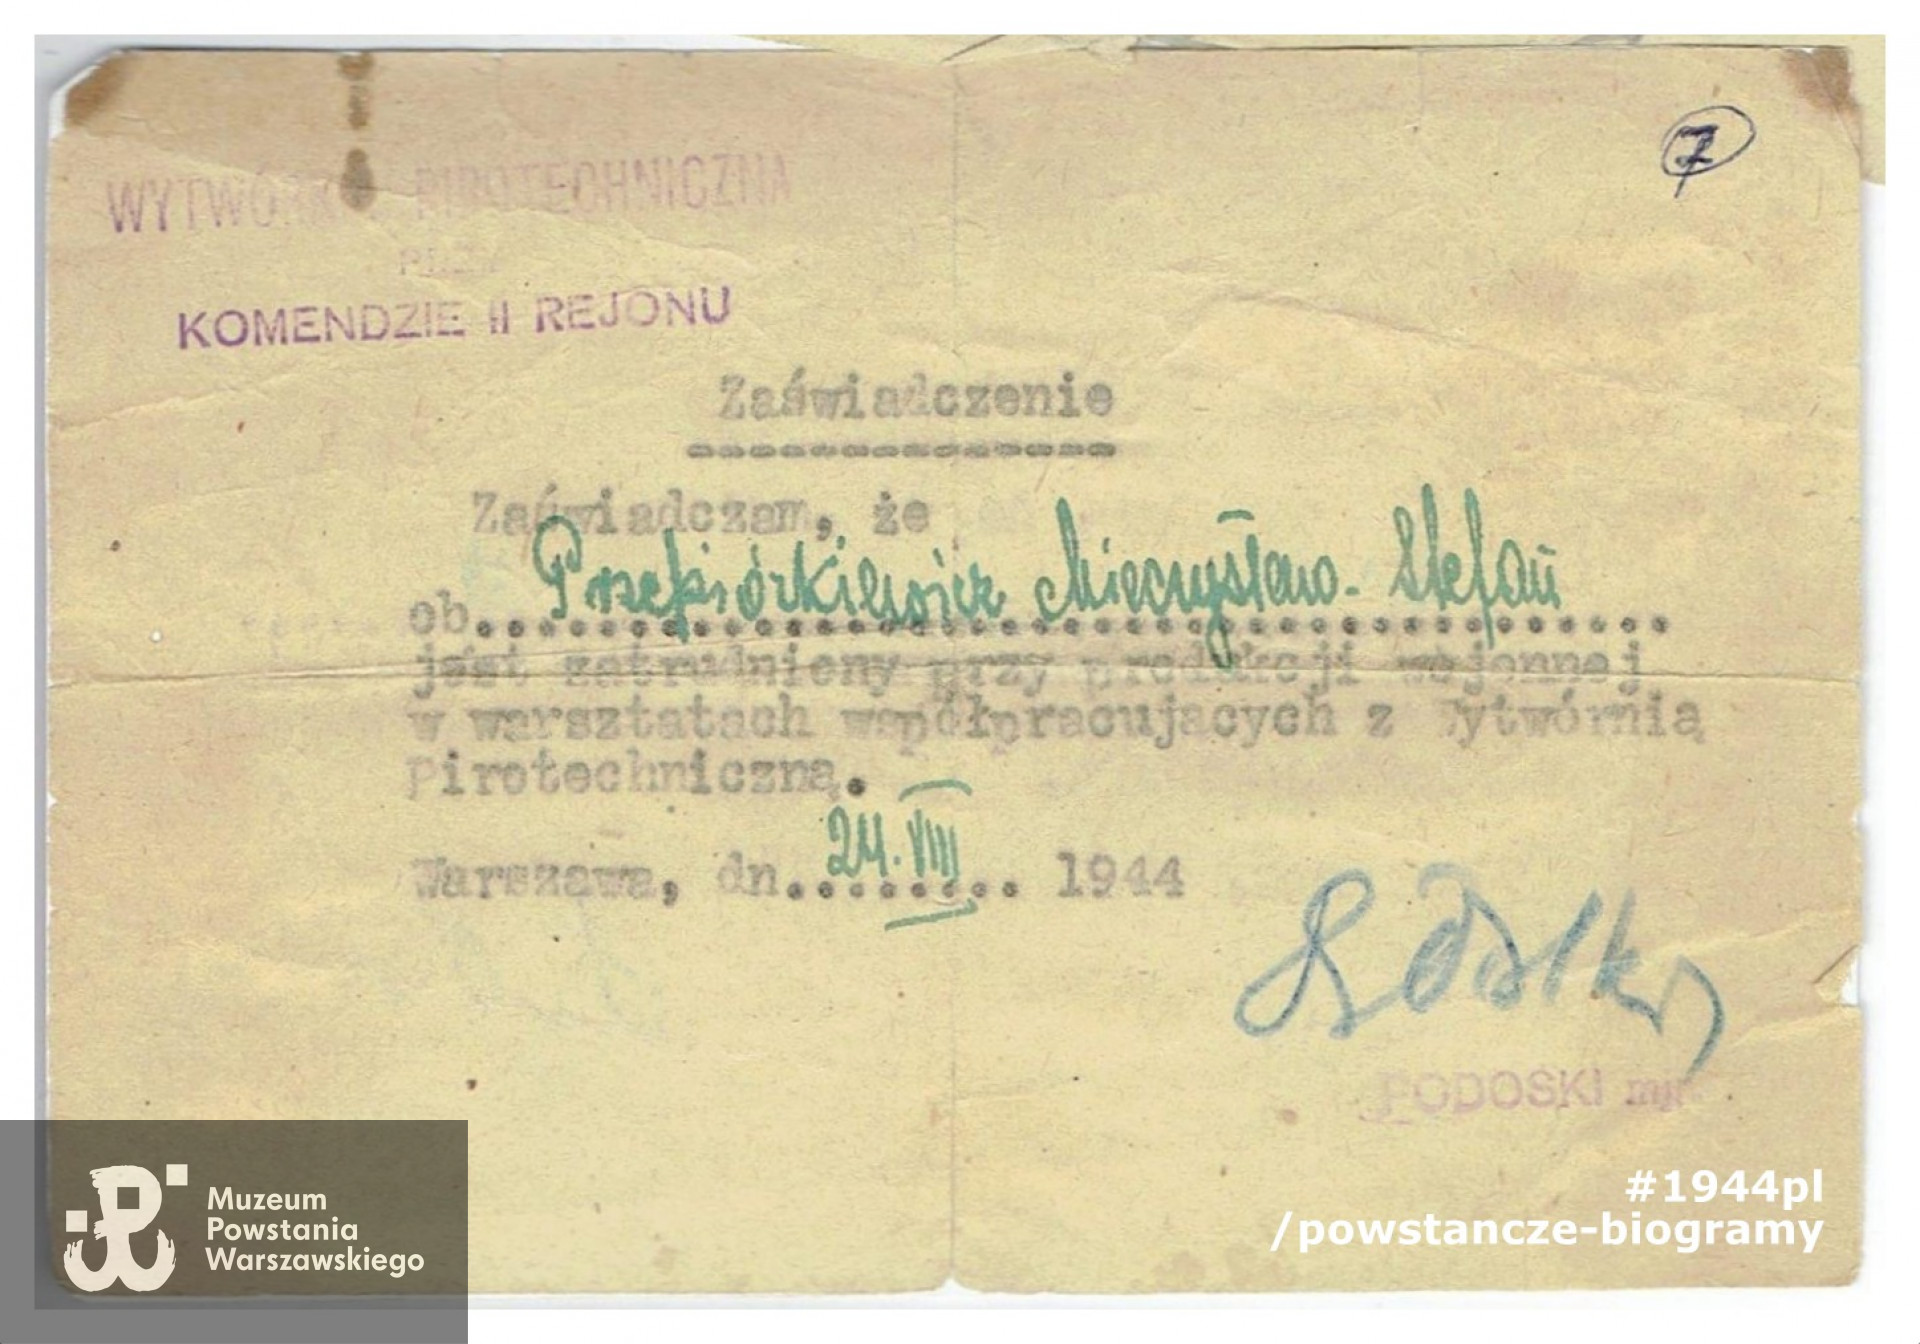 7
WYTWÓRNIA PIROTECHNICZNA
PRZY
KOMENDZIE II REJONU
Zaświadczenie
Zaświadczam, że
ob. Przepiórkiewicz Mieczysław-Stefan
jest zatrudniony przy produkcji wojennej
w warsztatach współpracujących z Wytwórnią
Pirotechniczną.
Warszawa, dn. 24.VIII 1944
PODOSKI mjr.
Muzeum
Powstania
Warszawskiego
#1944pl
/powstancze-biogramy